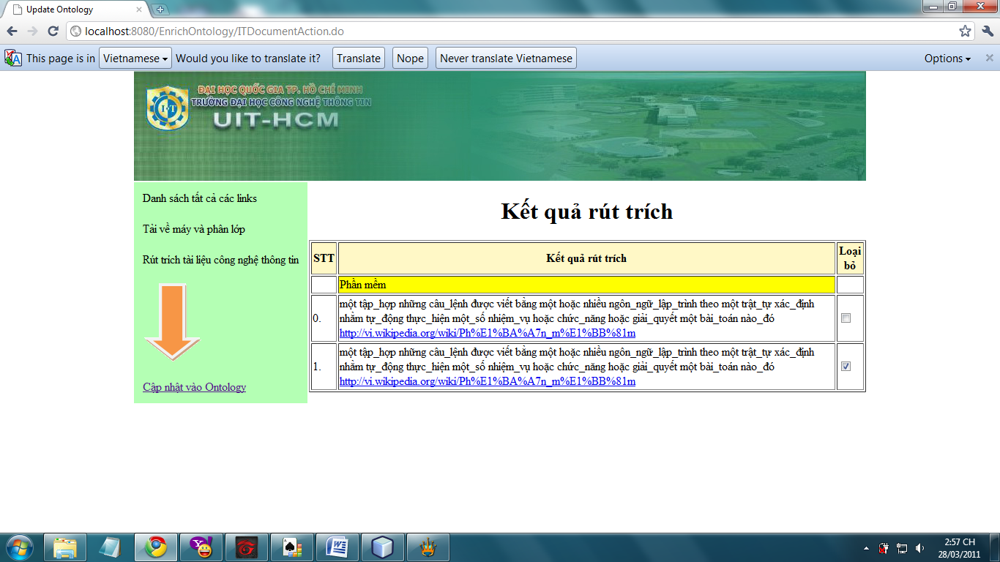 Update Ontology
localhost:8080/EnrichOntology/ITDocumentAction.do
This page is in Vietnamese Would you like to translate it? Translate Nope Never translate Vietnamese Options
ĐẠI HỌC QUỐC GIA TP. HỒ CHÍ MINH
TRƯỜNG ĐẠI HỌC CÔNG NGHỆ THÔNG TIN
UIT-HCM
Danh sách tất cả các links
Tải về máy và phân lớp
Rút trích tài liệu công nghệ thông tin
Cập nhật vào Ontology
Kết quả rút trích
STT Kết quả rút trích Loại
bỏ
Phần mềm
một tập_hợp những câu_lệnh được viết bằng một hoặc nhiều ngôn_ngữ_lập_trình theo một trật_tự xác_định
0. nhằm tự_động thực_hiện một_số nhiệm_vụ hoặc chức_năng hoặc giải_quyết một bài_toán nào_đó
http://vi.wikipedia.org/wiki/Ph%E1%BA%A7n_m%E1%BB%81m
một tập_hợp những câu_lệnh được viết bằng một hoặc nhiều ngôn_ngữ_lập_trình theo một trật_tự xác_định
1. nhằm tự_động thực_hiện một_số nhiệm_vụ hoặc chức_năng hoặc giải_quyết một bài_toán nào_đó
http://vi.wikipedia.org/wiki/Ph%E1%BA%A7n_m%E1%BB%81m
2:57 CH
28/03/2011